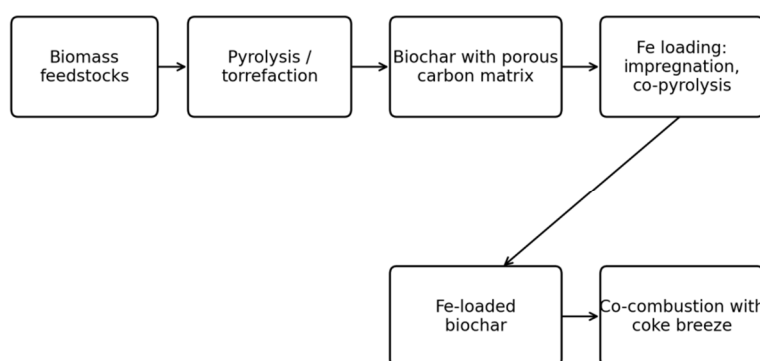 Biomass
feedstocks
Pyrolysis /
torrefaction
Biochar with porous
carbon matrix
Fe loading:
impregnation,
co-pyrolysis
Fe-loaded
biochar
Co-combustion with
coke breeze